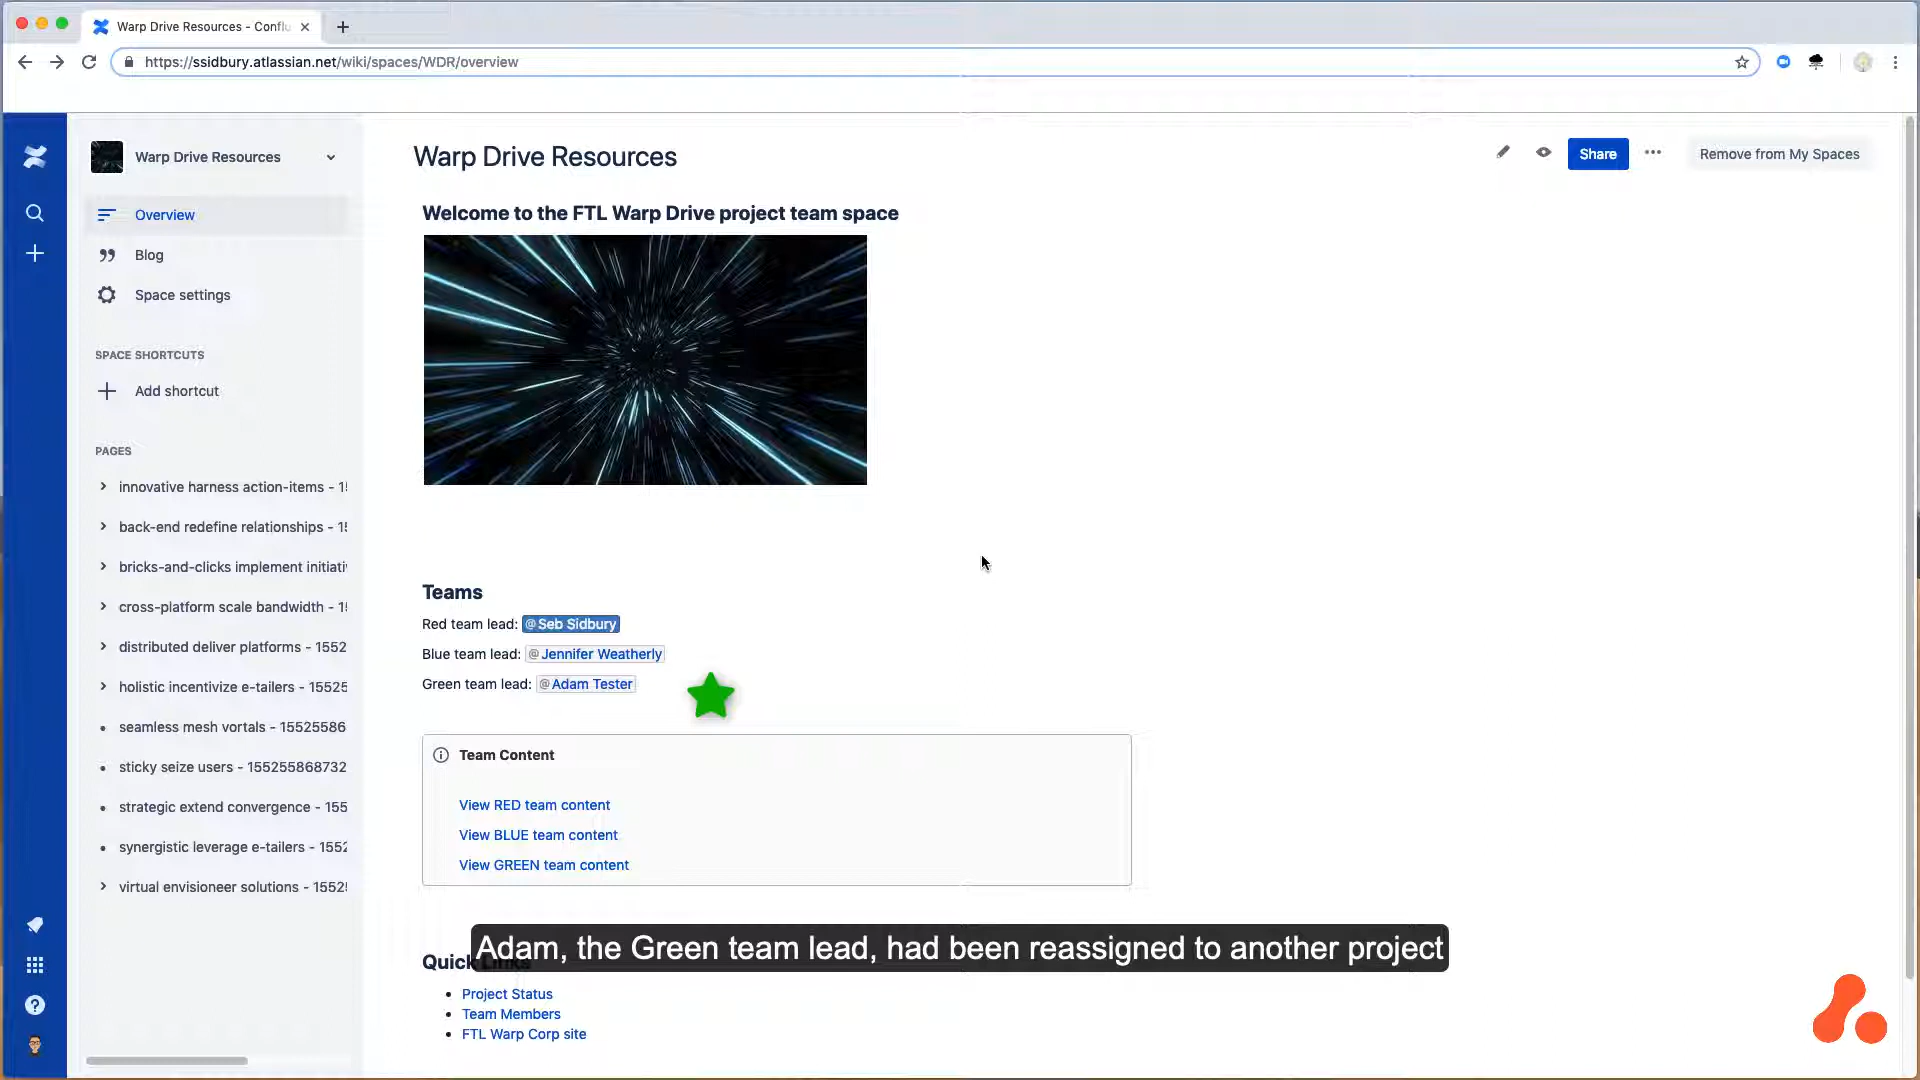 Warp Drive Resources - Conflu
https://ssidbury.atlassian.net/wiki/spaces/WDR/overview
Warp Drive Resources
Overview
Blog
Space settings
SPACE SHORTCUTS
Add shortcut
PAGES
innovative harness action-items - 1
back-end redefine relationships - 15
bricks-and-clicks implement initiativ
cross-platform scale bandwidth - 1
distributed deliver platforms - 1552
holistic incentivize e-tailers - 15525
seamless mesh vortals - 15525586
sticky seize users - 155255868732
strategic extend convergence - 155
synergistic leverage e-tailers - 1552
virtual envisioneer solutions - 1552
Warp Drive Resources
Share
Remove from My Spaces
Welcome to the FTL Warp Drive project team space
Teams
Red team lead: @Seb Sidbury
Blue team lead: @Jennifer Weatherly
Green team lead: @Adam Tester
Team Content
View RED team content
View BLUE team content
View GREEN team content
Quick Links
Adam, the Green team lead, had been reassigned to another project
Project Status
Team Members
FTL Warp Corp site